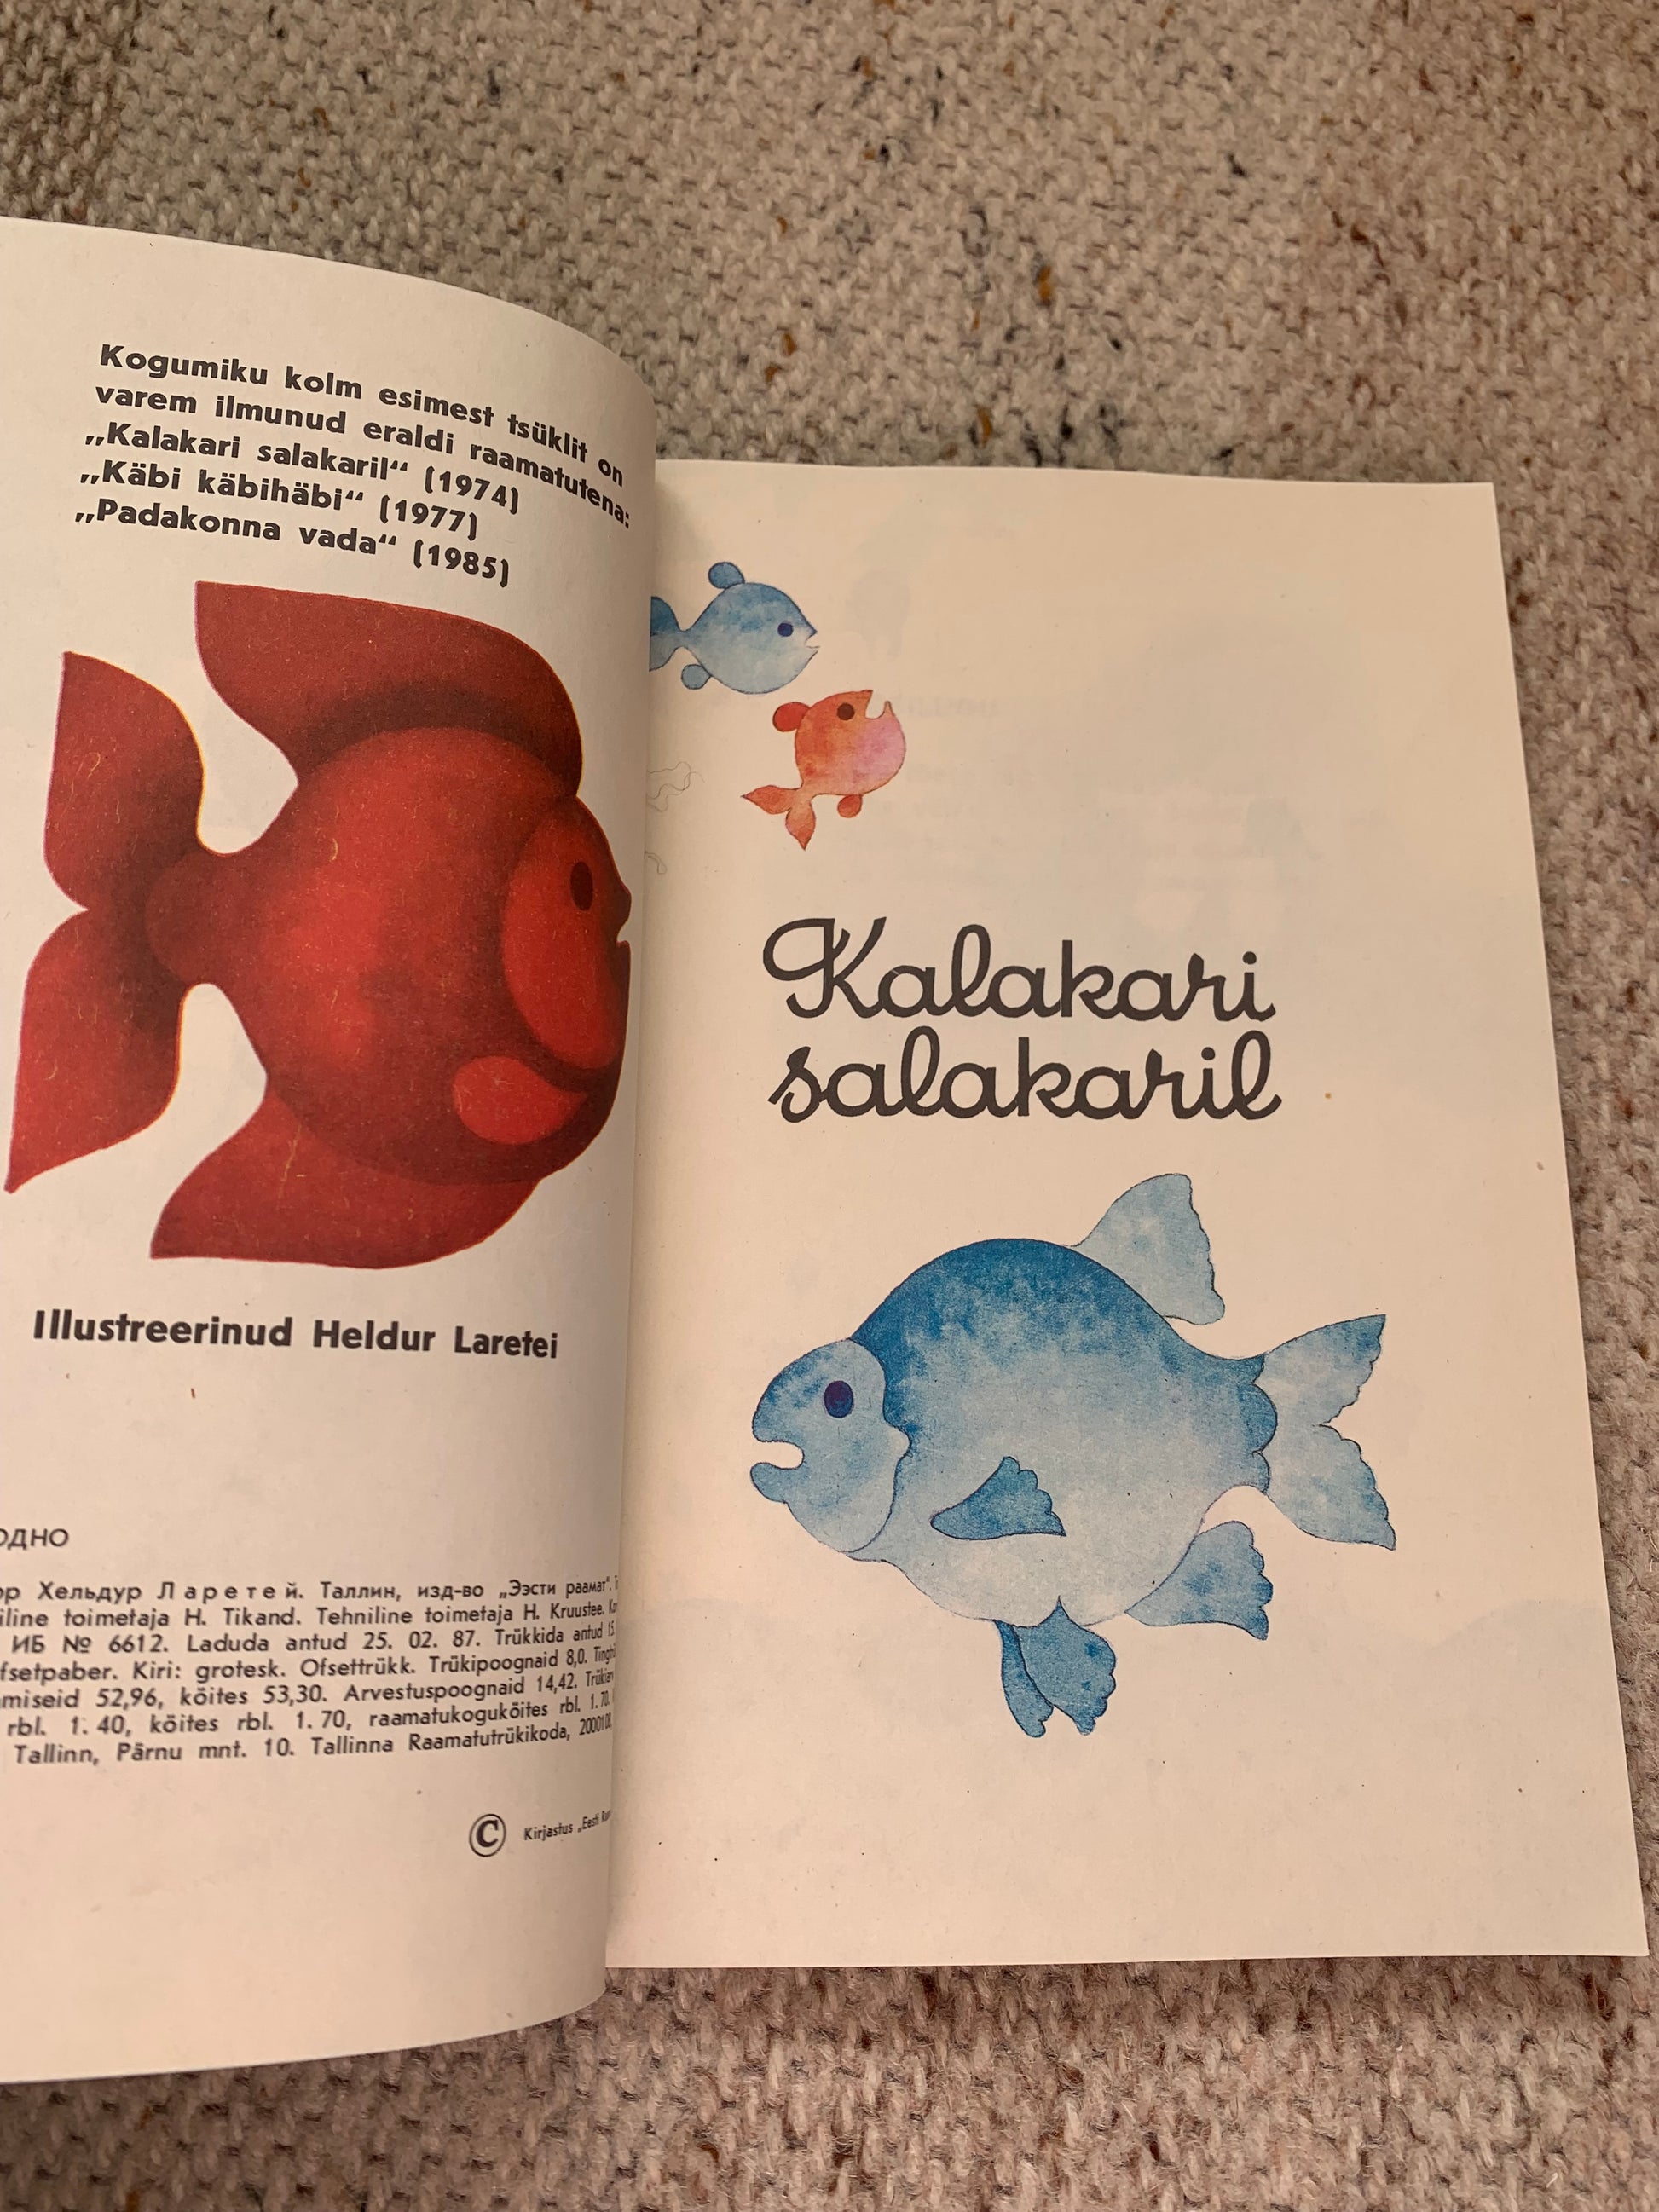 Kogumiku kolm esimest tsüklit on
varem ilmunud eraldi raamatutena:
„Kalakari salakaril“ (1974)
„Käbi käbihäbi“ (1977)
„Padakonna vada“ (1985)
Illustreerinud Heldur Laretei
Хельдур Ларетей. Таллин, изд-во „Ээсти раамат“.
toimetaja H. Tikand. Tehniline toimetaja H. Kruustee.
ИБ № 6612. Laduda antud 25. 02. 87. Trükkida antud
Kiri: grotesk. Ofsettrükk. Trükipoognaid 8,0.
52,96, köites 53,30. Arvestuspoognaid 14,42.
rbl. 1.40, köites rbl. 1.70, raamatukoguköites rbl. 1.70.
Tallinn, Pärnu mnt. 10. Tallinna Raamatutrükikoda,
© Kirjastus „Eesti
Kalakari
salakaril